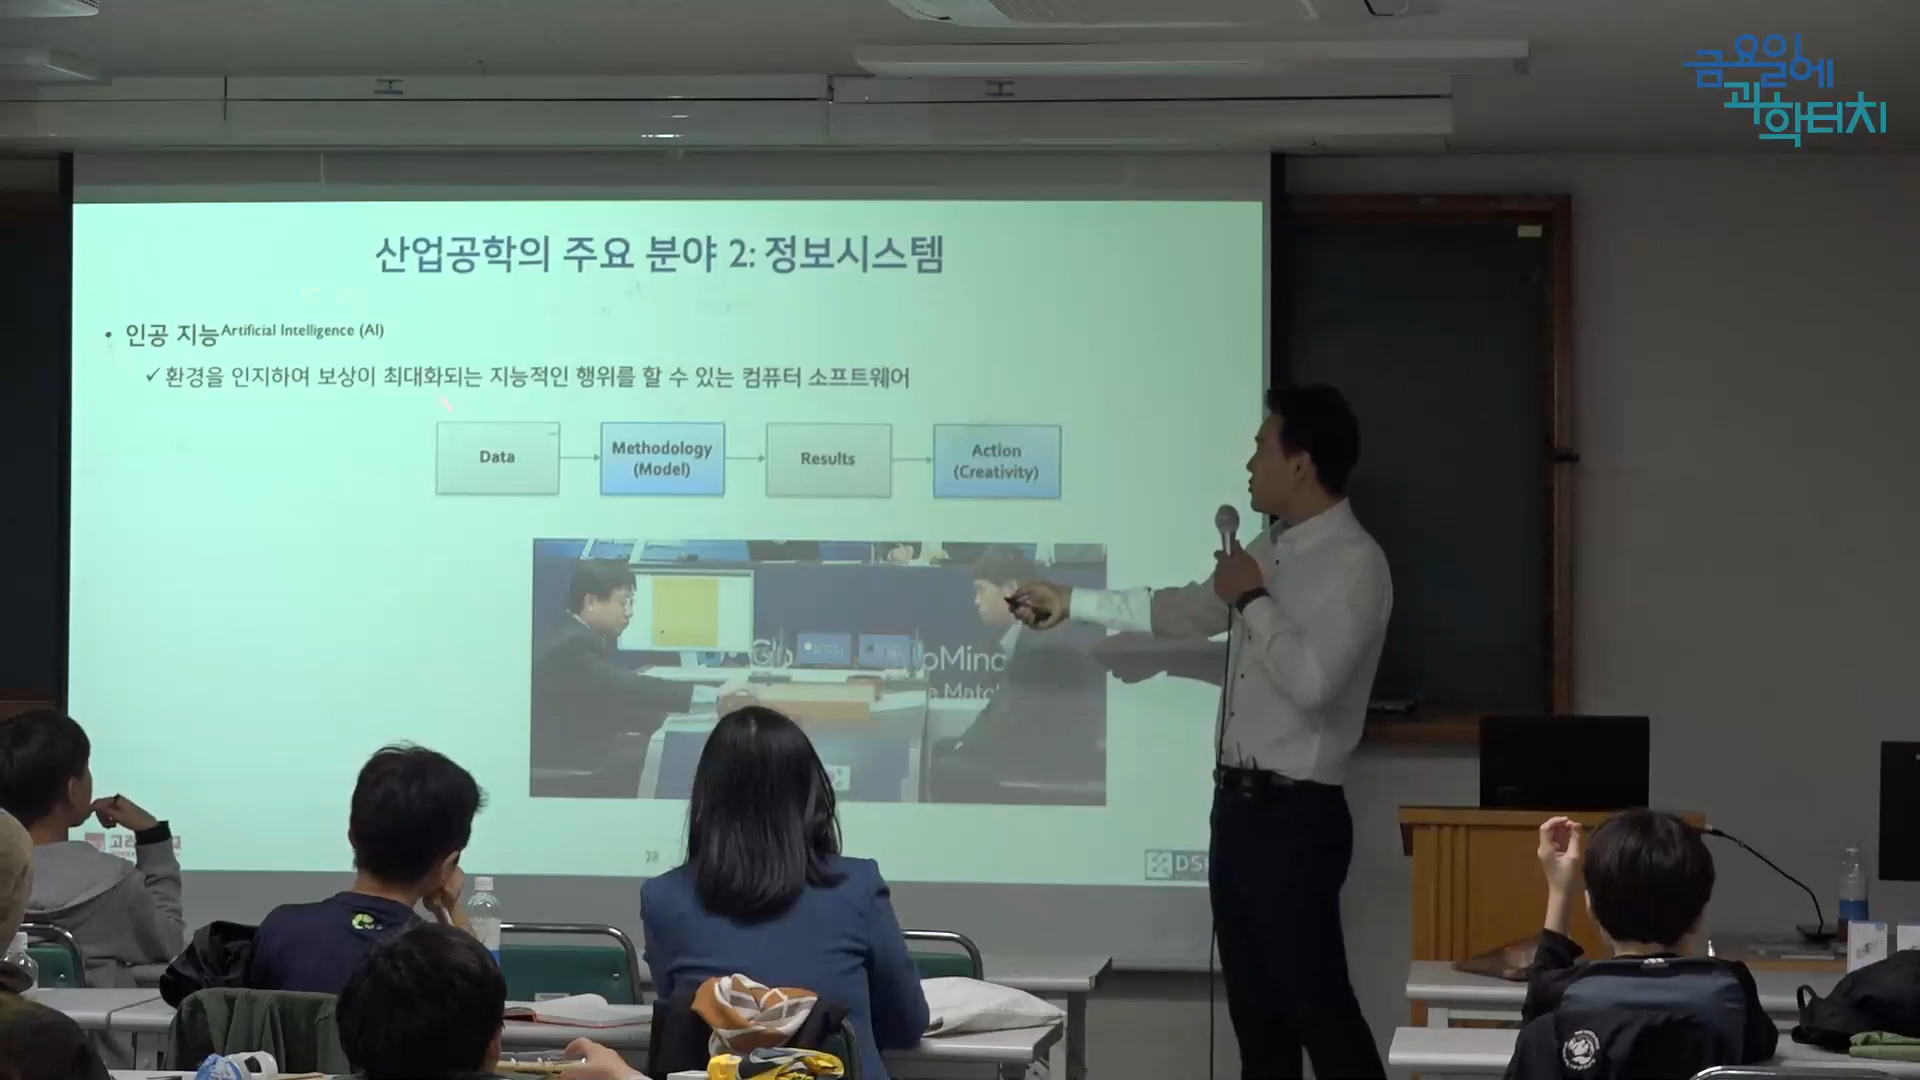 금요일에
과학터치
산업공학의 주요 분야 2: 정보시스템
• 인공 지능 Artificial Intelligence (AI)
✓ 환경을 인지하여 보상이 최대화되는 지능적인 행위를 할 수 있는 컴퓨터 소프트웨어
Data
Methodology
(Model)
Results
Action
(Creativity)